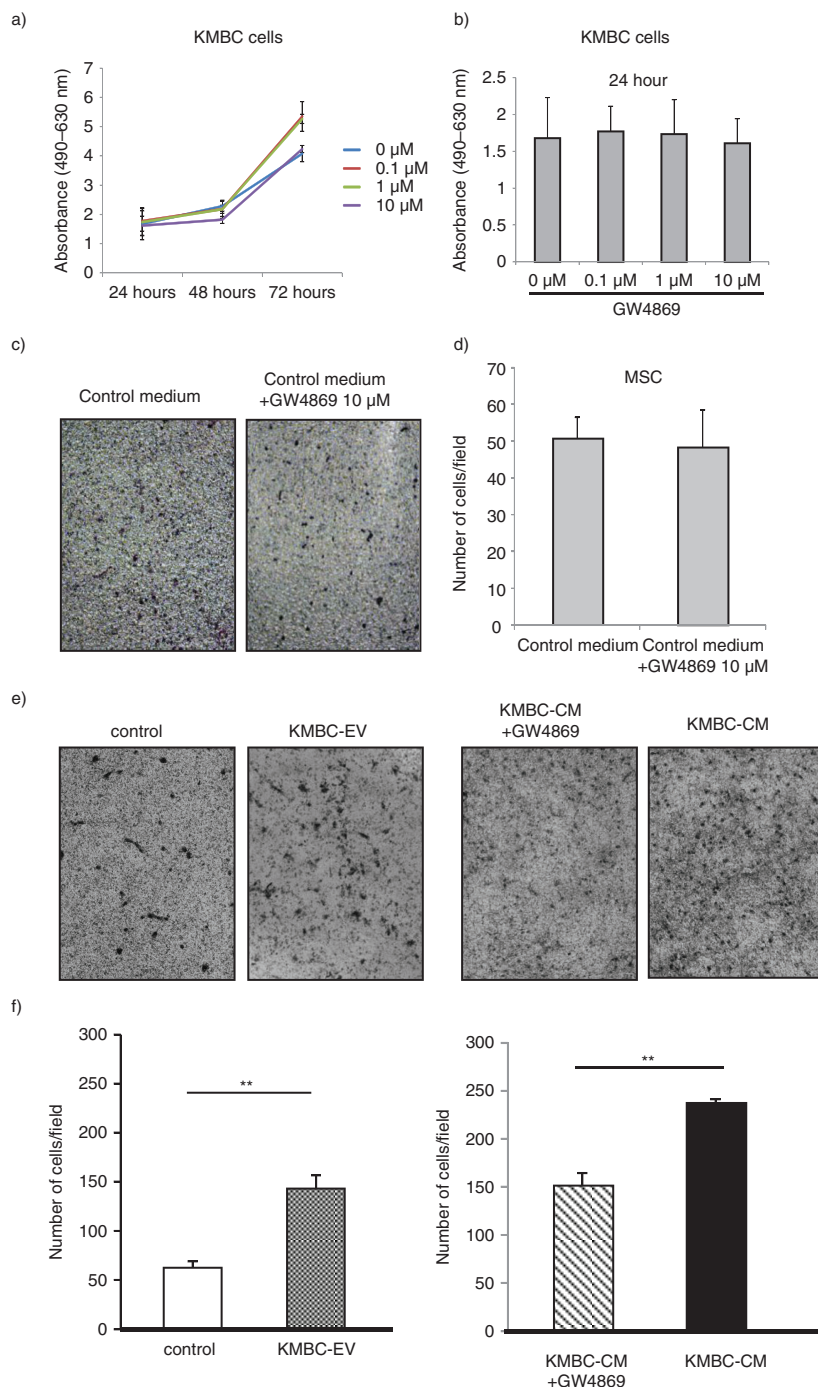 a)
KMBC cells
Absorbance (490–630 nm)
7
6
5
4
3
2
1
0
24 hours 48 hours 72 hours
0 µM
0.1 µM
1 µM
10 µM
b)
KMBC cells
24 hour
Absorbance (490–630 nm)
2.5
2
1.5
1
0.5
0
0 µM 0.1 µM 1 µM 10 µM
GW4869
c)
Control medium
Control medium
+GW4869 10 µM
d)
MSC
Number of cells/field
70
60
50
40
30
20
10
0
Control medium
Control medium
+GW4869 10 µM
e)
control
KMBC-EV
KMBC-CM
+GW4869
KMBC-CM
f)
Number of cells/field
300
250
200
150
100
50
0
**
control
KMBC-EV
Number of cells/field
300
250
200
150
100
50
0
**
KMBC-CM
+GW4869
KMBC-CM